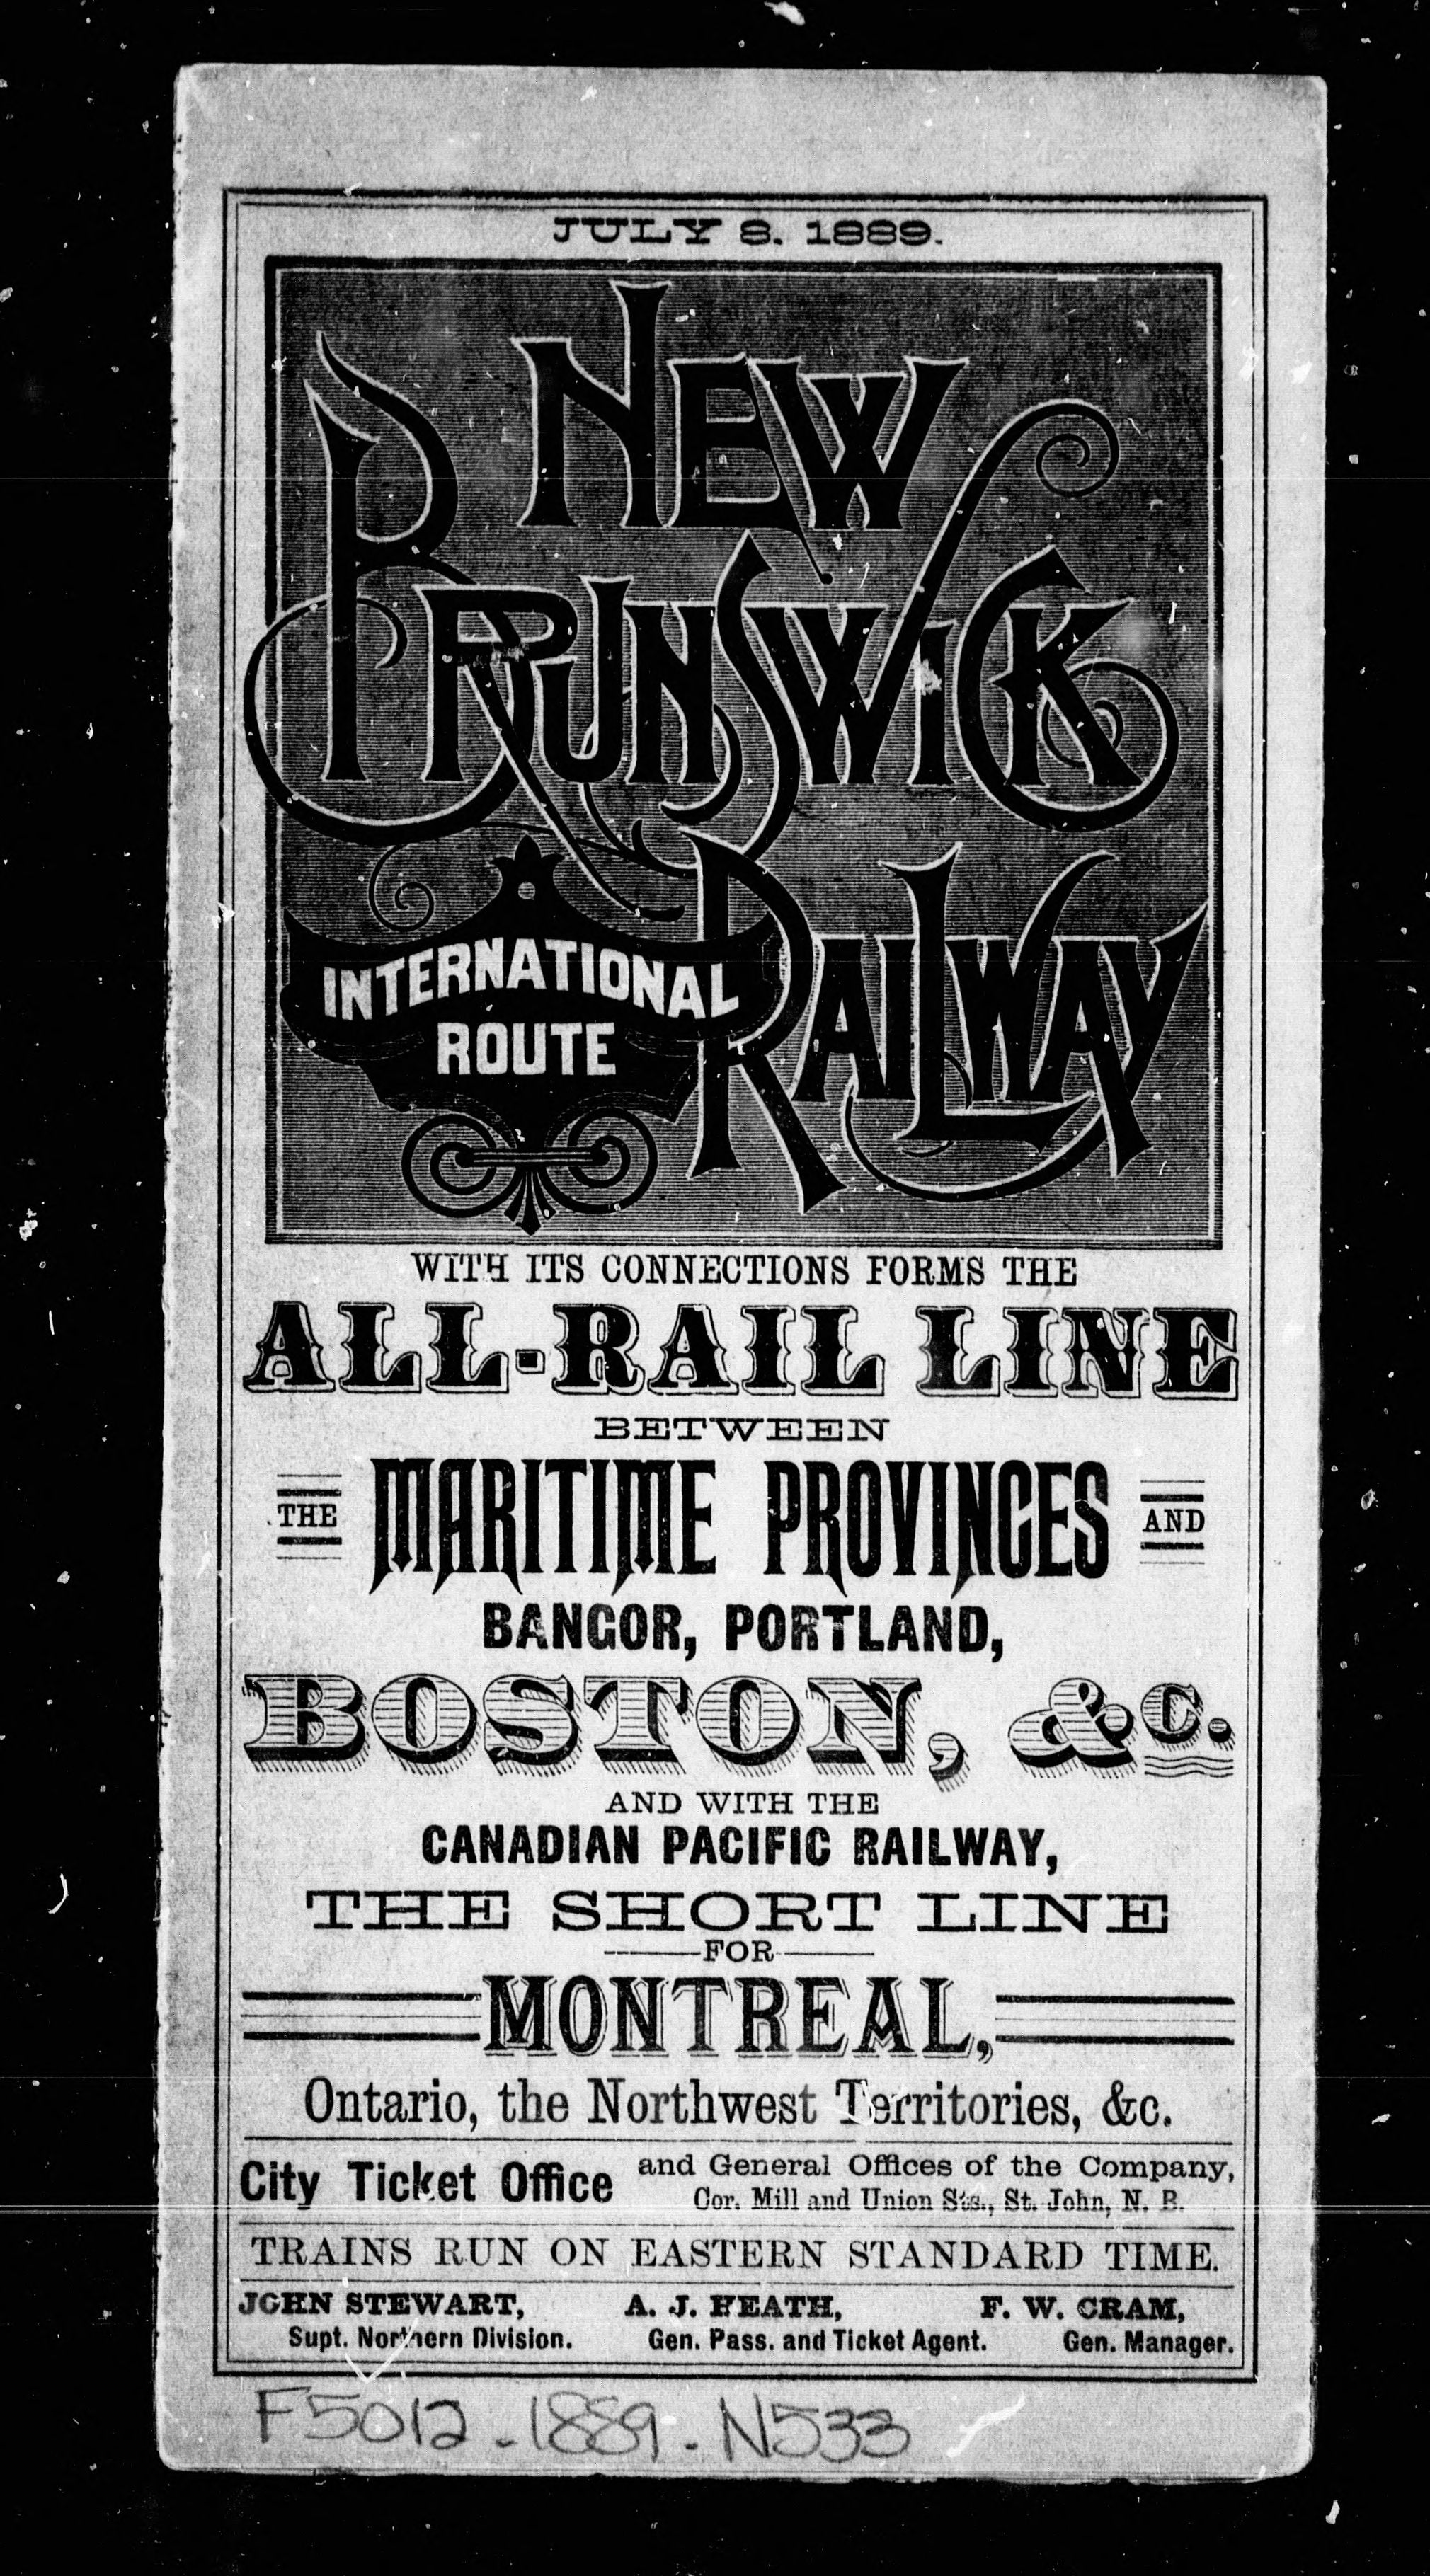 JULY 8. 1889.
NEW
BRUNSWICK
RAILWAY
INTERNATIONAL
ROUTE
WITH ITS CONNECTIONS FORMS THE
ALL-RAIL LINE
BETWEEN
THE MARITIME PROVINCES AND
BANGOR, PORTLAND,
BOSTON, &C.
AND WITH THE
CANADIAN PACIFIC RAILWAY,
THE SHORT LINE
FOR
MONTREAL,
Ontario, the Northwest Territories, &c.
City Ticket Office and General Offices of the Company,
Cor. Mill and Union Sts., St. John, N. B.
TRAINS RUN ON EASTERN STANDARD TIME.
JOHN STEWART, A. J. HEATH, F. W. CRAM,
Supt. Northern Division. Gen. Pass. and Ticket Agent. Gen. Manager.
F5012-1889-N533